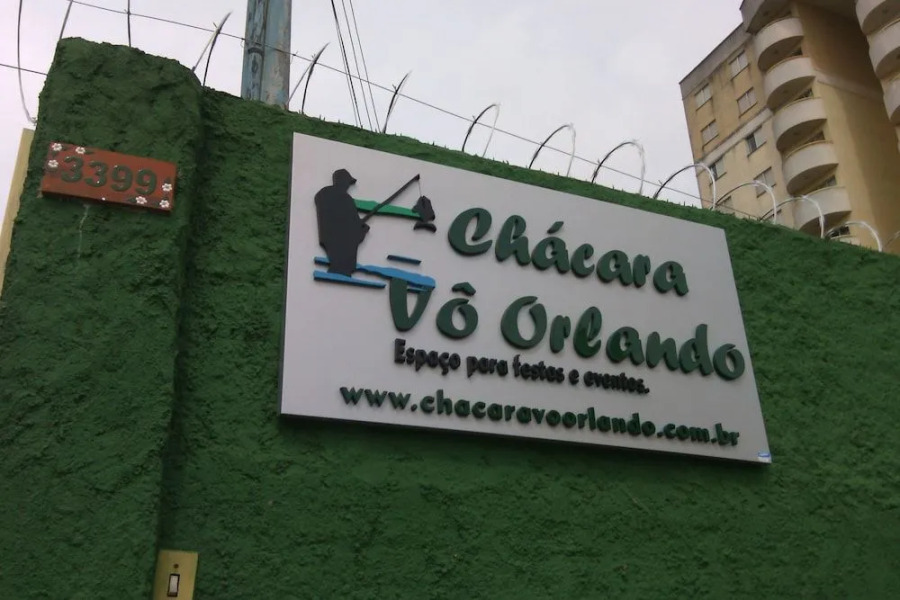 3399
Chácara
Vô Orlando
Espaço para festas e eventos.
www.chacaravoorlando.com.br